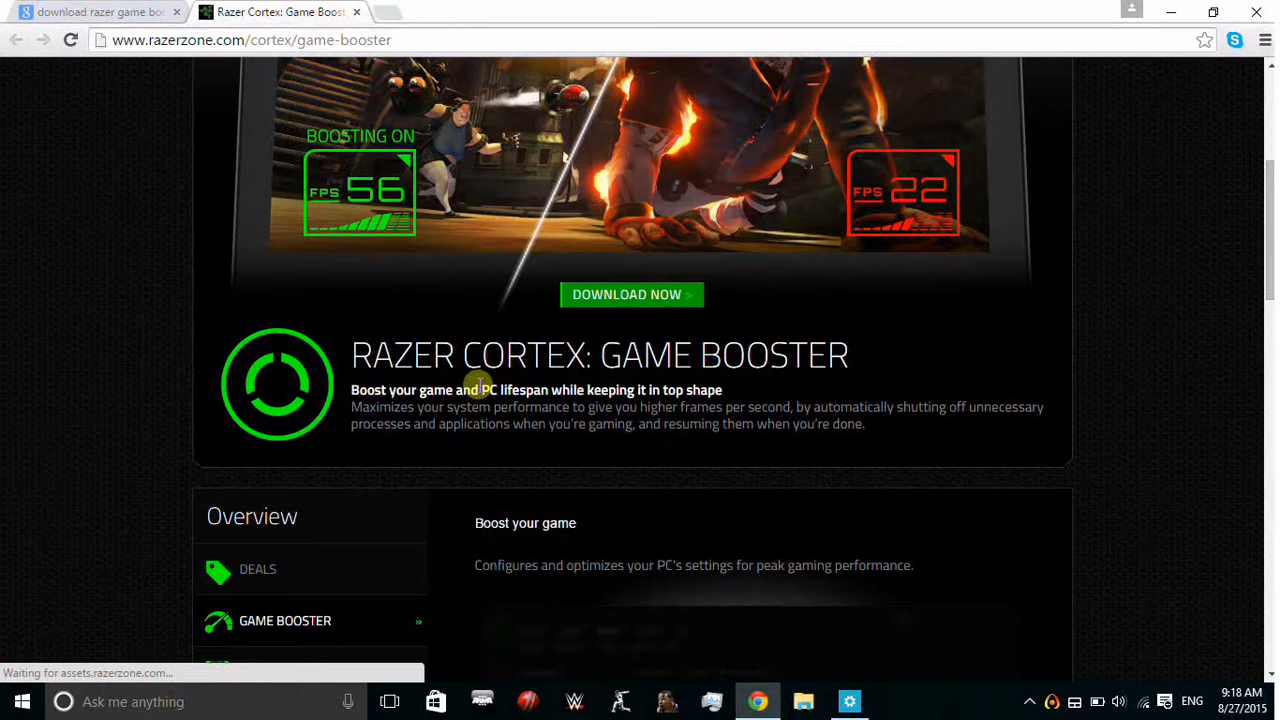 download razer game boo
Razer Cortex: Game Boost
www.razerzone.com/cortex/game-booster
BOOSTING ON
FPS 56
FPS 22
DOWNLOAD NOW >
RAZER CORTEX: GAME BOOSTER
Boost your game and PC lifespan while keeping it in top shape
Maximizes your system performance to give you higher frames per second, by automatically shutting off unnecessary
processes and applications when you're gaming, and resuming them when you're done.
Overview
Boost your game
Configures and optimizes your PC's settings for peak gaming performance.
DEALS
GAME BOOSTER »
Waiting for assets.razerzone.com...
Ask me anything
ENG
9:18 AM
8/27/2015